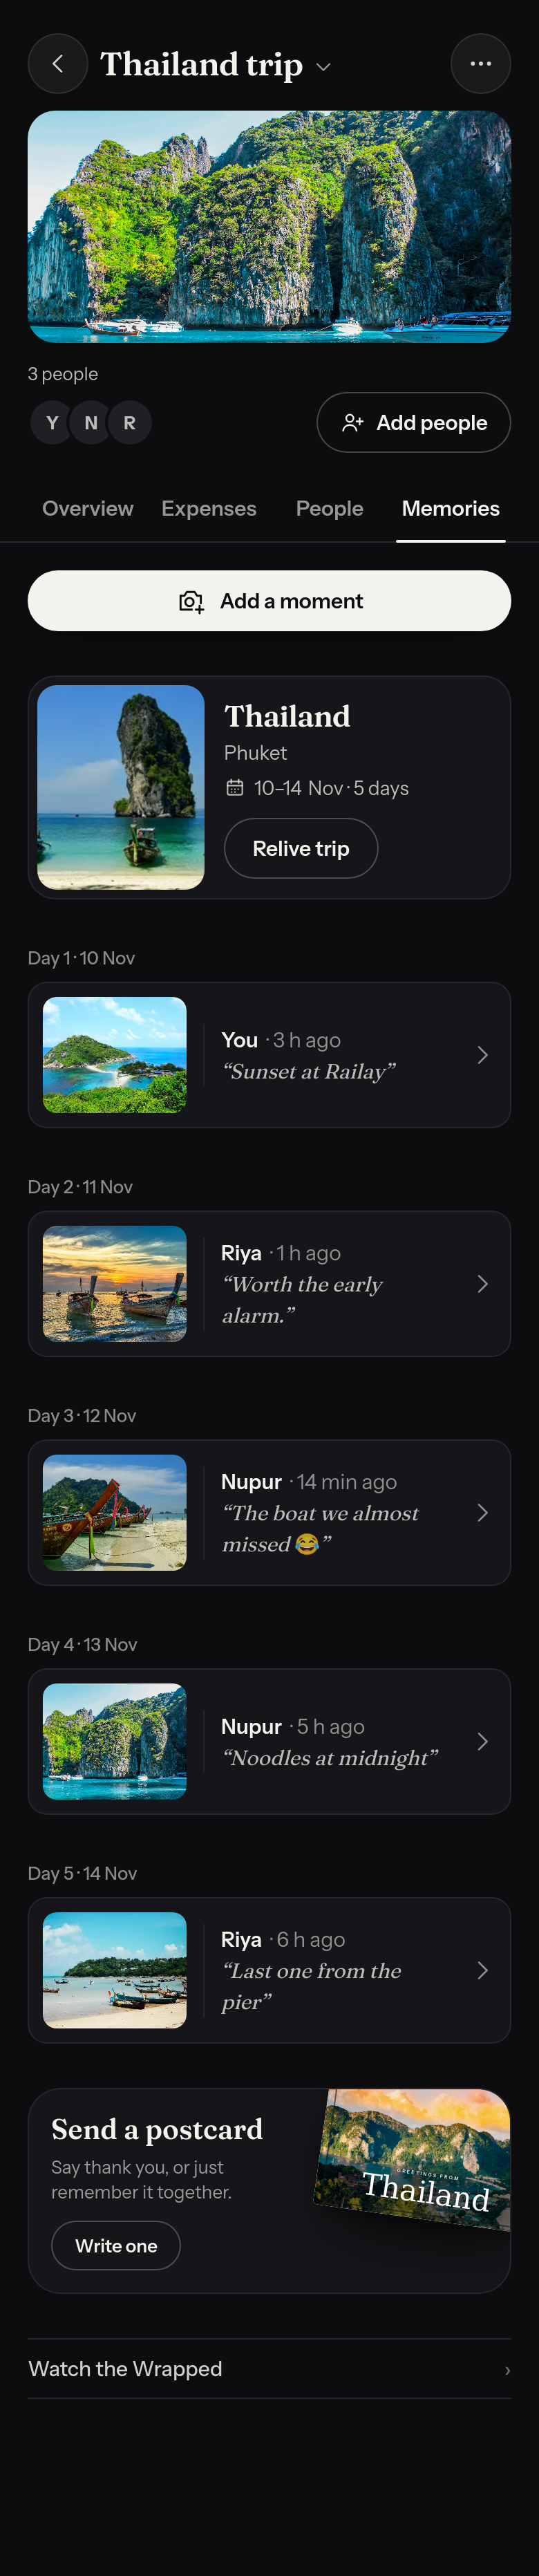 Thailand trip
3 people
Y N R
Add people
Overview Expenses People Memories
Add a moment
Thailand
Phuket
10–14 Nov · 5 days
Relive trip
Day 1 · 10 Nov
You · 3 h ago
“Sunset at Railay”
Day 2 · 11 Nov
Riya · 1 h ago
“Worth the early
alarm.”
Day 3 · 12 Nov
Nupur · 14 min ago
“The boat we almost
missed 😂”
Day 4 · 13 Nov
Nupur · 5 h ago
“Noodles at midnight”
Day 5 · 14 Nov
Riya · 6 h ago
“Last one from the
pier”
Send a postcard
Say thank you, or just
remember it together.
Write one
GREETINGS FROM
Thailand
Watch the Wrapped